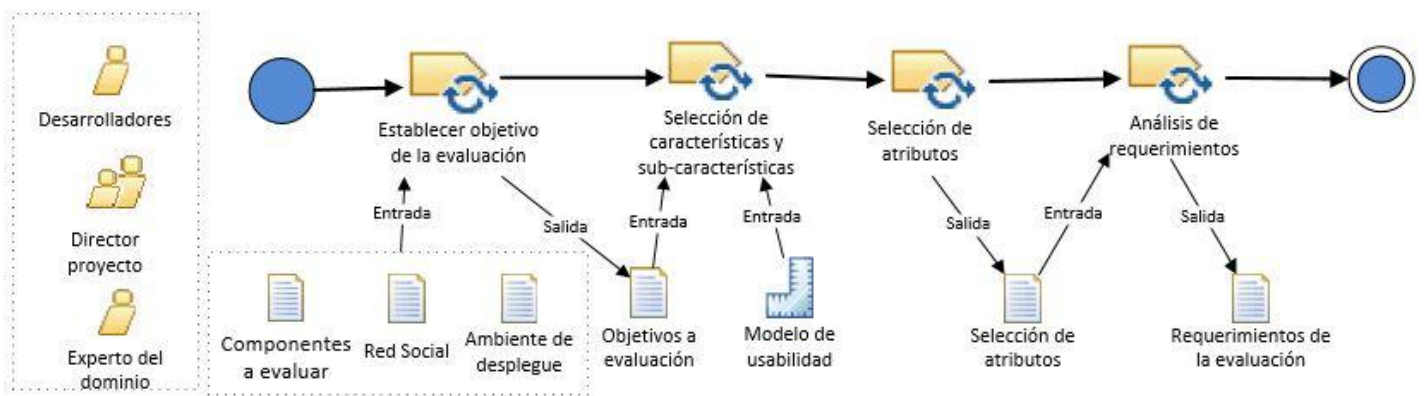 Desarrolladores
Director
proyecto
Experto del
dominio
Establecer objetivo
de la evaluación
Selección de
características y
sub-características
Selección de
atributos
Análisis de
requerimientos
Entrada
Salida
Entrada
Entrada
Salida
Entrada
Salida
Componentes
a evaluar
Red Social
Ambiente de
desplegue
Objetivos a
evaluación
Modelo de
usabilidad
Selección de
atributos
Requerimientos de
la evaluación